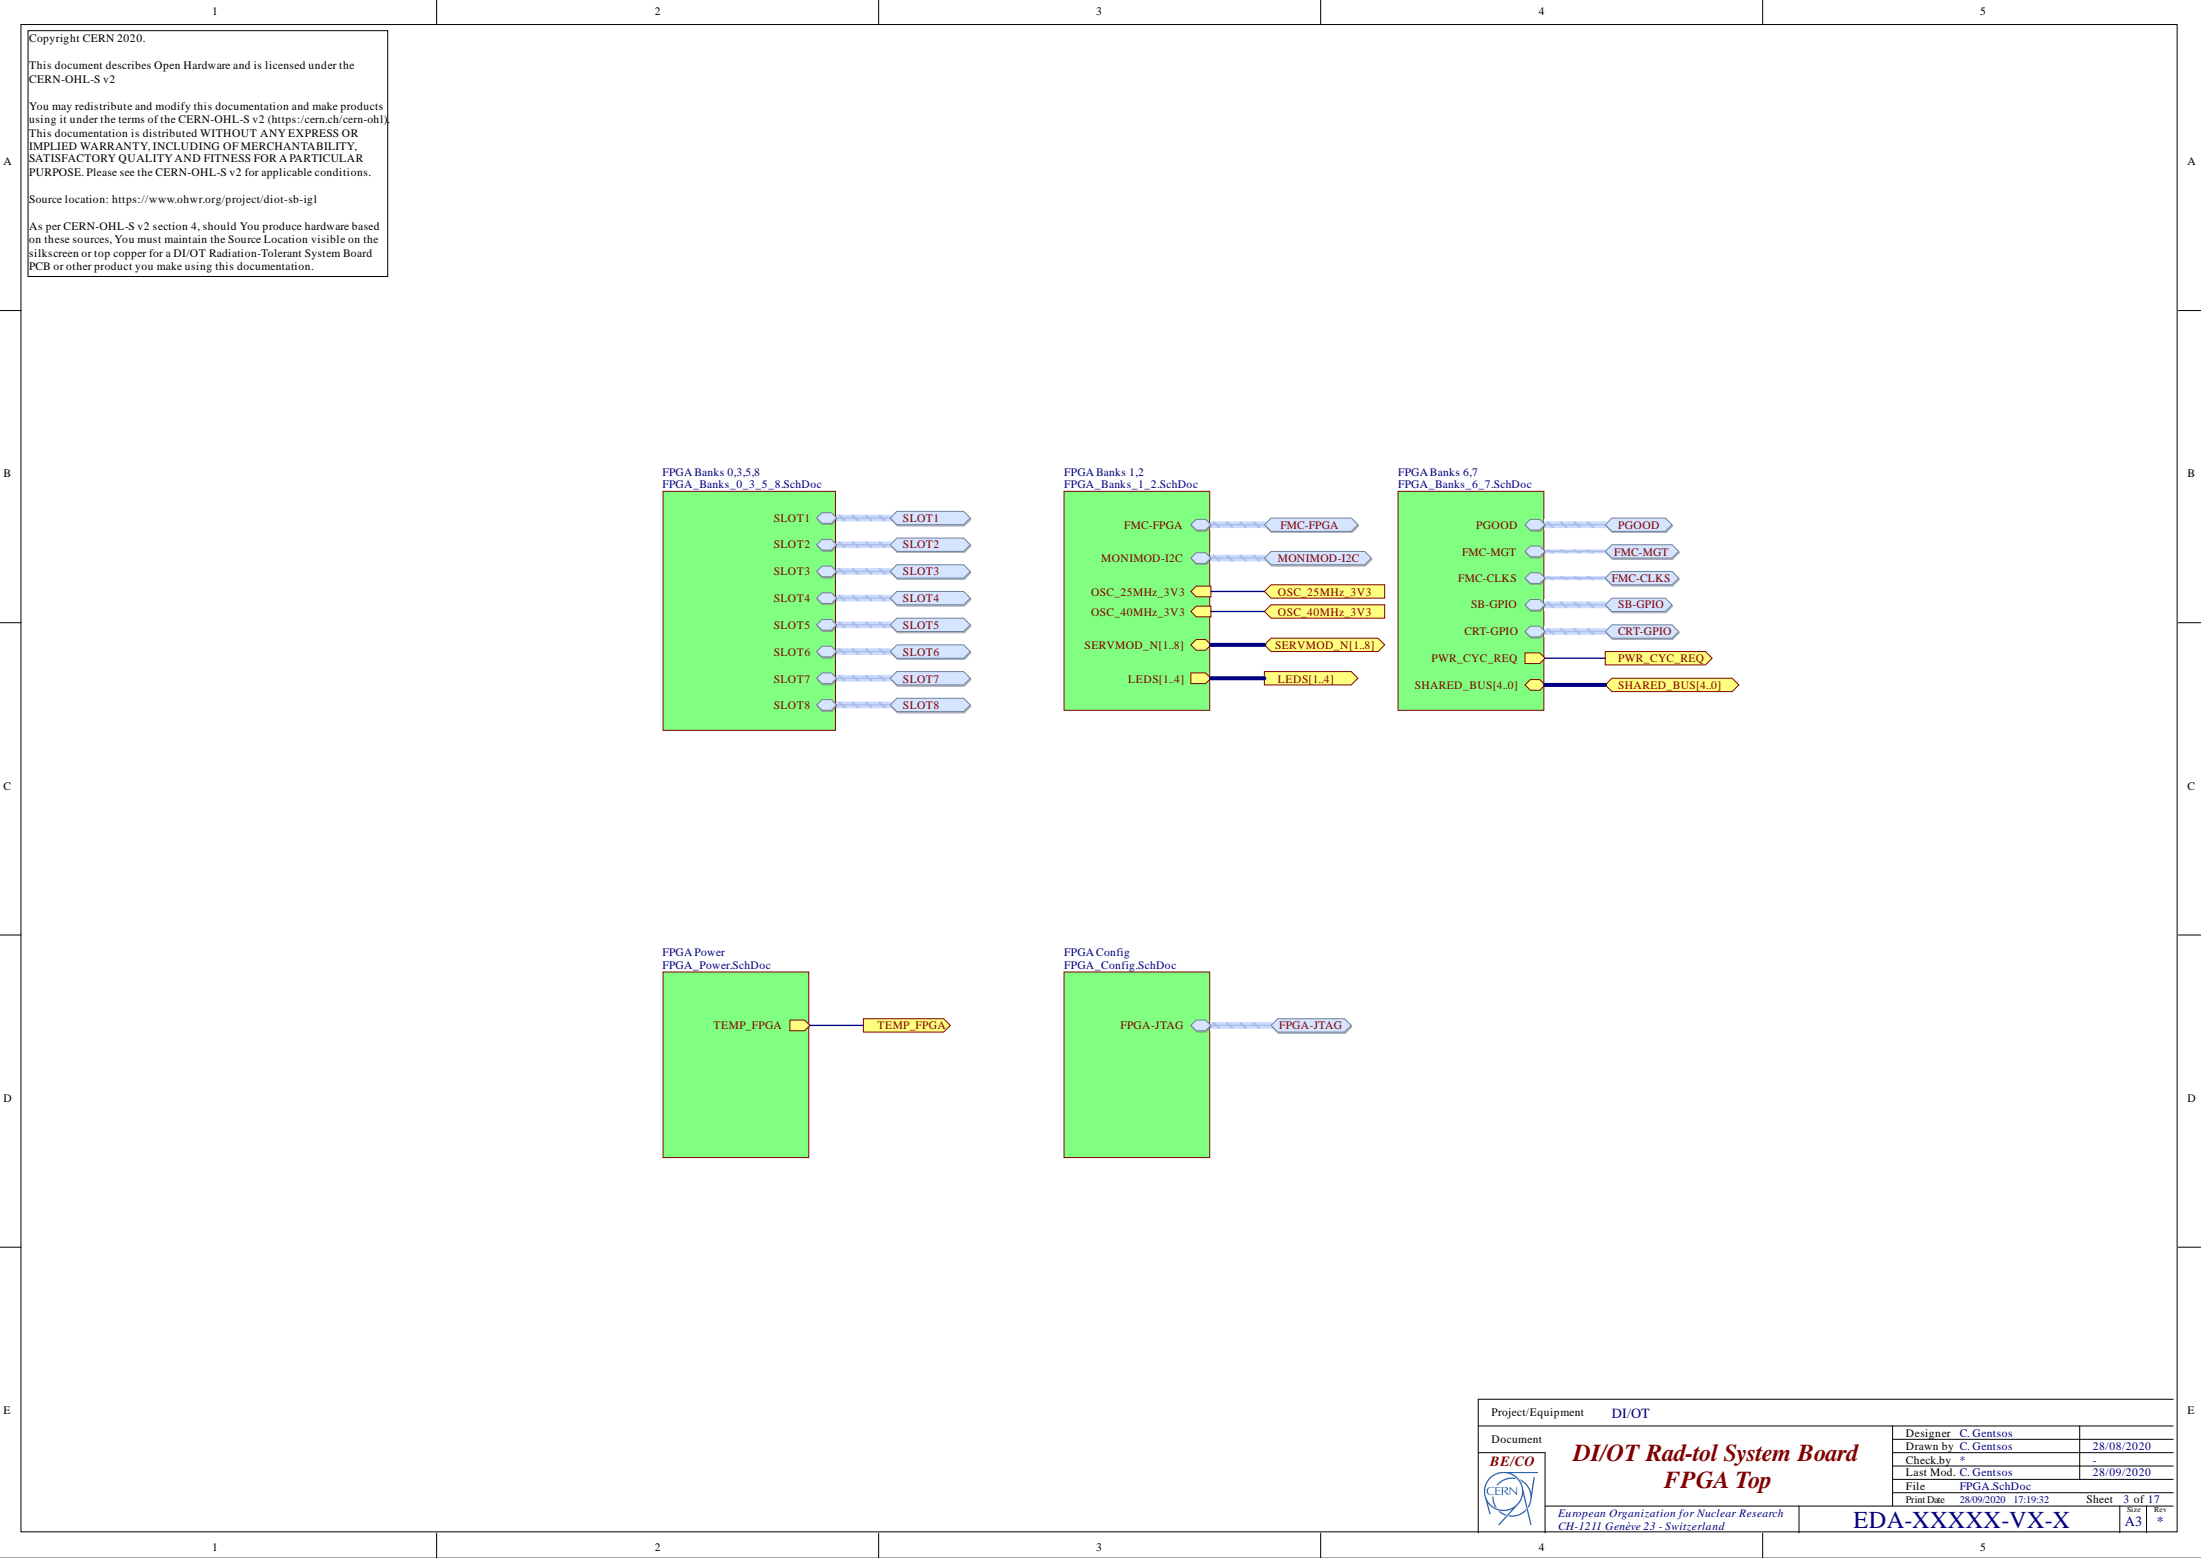 1 2 3 4 5
Copyright CERN 2020.
This document describes Open Hardware and is licensed under the
CERN-OHL-S v2
You may redistribute and modify this documentation and make products
using it under the terms of the CERN-OHL-S v2 (https:/cern.ch/cern-ohl).
This documentation is distributed WITHOUT ANY EXPRESS OR
IMPLIED WARRANTY, INCLUDING OF MERCHANTABILITY,
SATISFACTORY QUALITY AND FITNESS FOR A PARTICULAR
PURPOSE. Please see the CERN-OHL-S v2 for applicable conditions.
Source location: https://www.ohwr.org/project/diot-sb-igl
As per CERN-OHL-S v2 section 4, should You produce hardware based
on these sources, You must maintain the Source Location visible on the
silkscreen or top copper for a DI/OT Radiation-Tolerant System Board
PCB or other product you make using this documentation.
A A
B B
FPGA Banks 0,3,5,8
FPGA_Banks_0_3_5_8.SchDoc
SLOT1 SLOT1
SLOT2 SLOT2
SLOT3 SLOT3
SLOT4 SLOT4
SLOT5 SLOT5
SLOT6 SLOT6
SLOT7 SLOT7
SLOT8 SLOT8
FPGA Banks 1,2
FPGA_Banks_1_2.SchDoc
FMC-FPGA FMC-FPGA
MONIMOD-I2C MONIMOD-I2C
OSC_25MHz_3V3 OSC_25MHz_3V3
OSC_40MHz_3V3 OSC_40MHz_3V3
SERVMOD_N[1..8] SERVMOD_N[1..8]
LEDS[1..4] LEDS[1..4]
FPGA Banks 6,7
FPGA_Banks_6_7.SchDoc
PGOOD PGOOD
FMC-MGT FMC-MGT
FMC-CLKS FMC-CLKS
SB-GPIO SB-GPIO
CRT-GPIO CRT-GPIO
PWR_CYC_REQ PWR_CYC_REQ
SHARED_BUS[4..0] SHARED_BUS[4..0]
C C
FPGA Power
FPGA_Power.SchDoc
TEMP_FPGA TEMP_FPGA
FPGA Config
FPGA_Config.SchDoc
FPGA-JTAG FPGA-JTAG
D D
E E
Project/Equipment DI/OT
Document
DI/OT Rad-tol System Board
FPGA Top
BE/CO
CERN
European Organization for Nuclear Research
CH-1211 Genève 23 - Switzerland
Designer C. Gentsos
Drawn by C. Gentsos 28/08/2020
Check.by * -
Last Mod. C. Gentsos 28/09/2020
File FPGA.SchDoc
Print Date 28/09/2020 17:19:32 Sheet 3 of 17
EDA-XXXXX-VX-X
Size Rev
A3 *
1 2 3 4 5